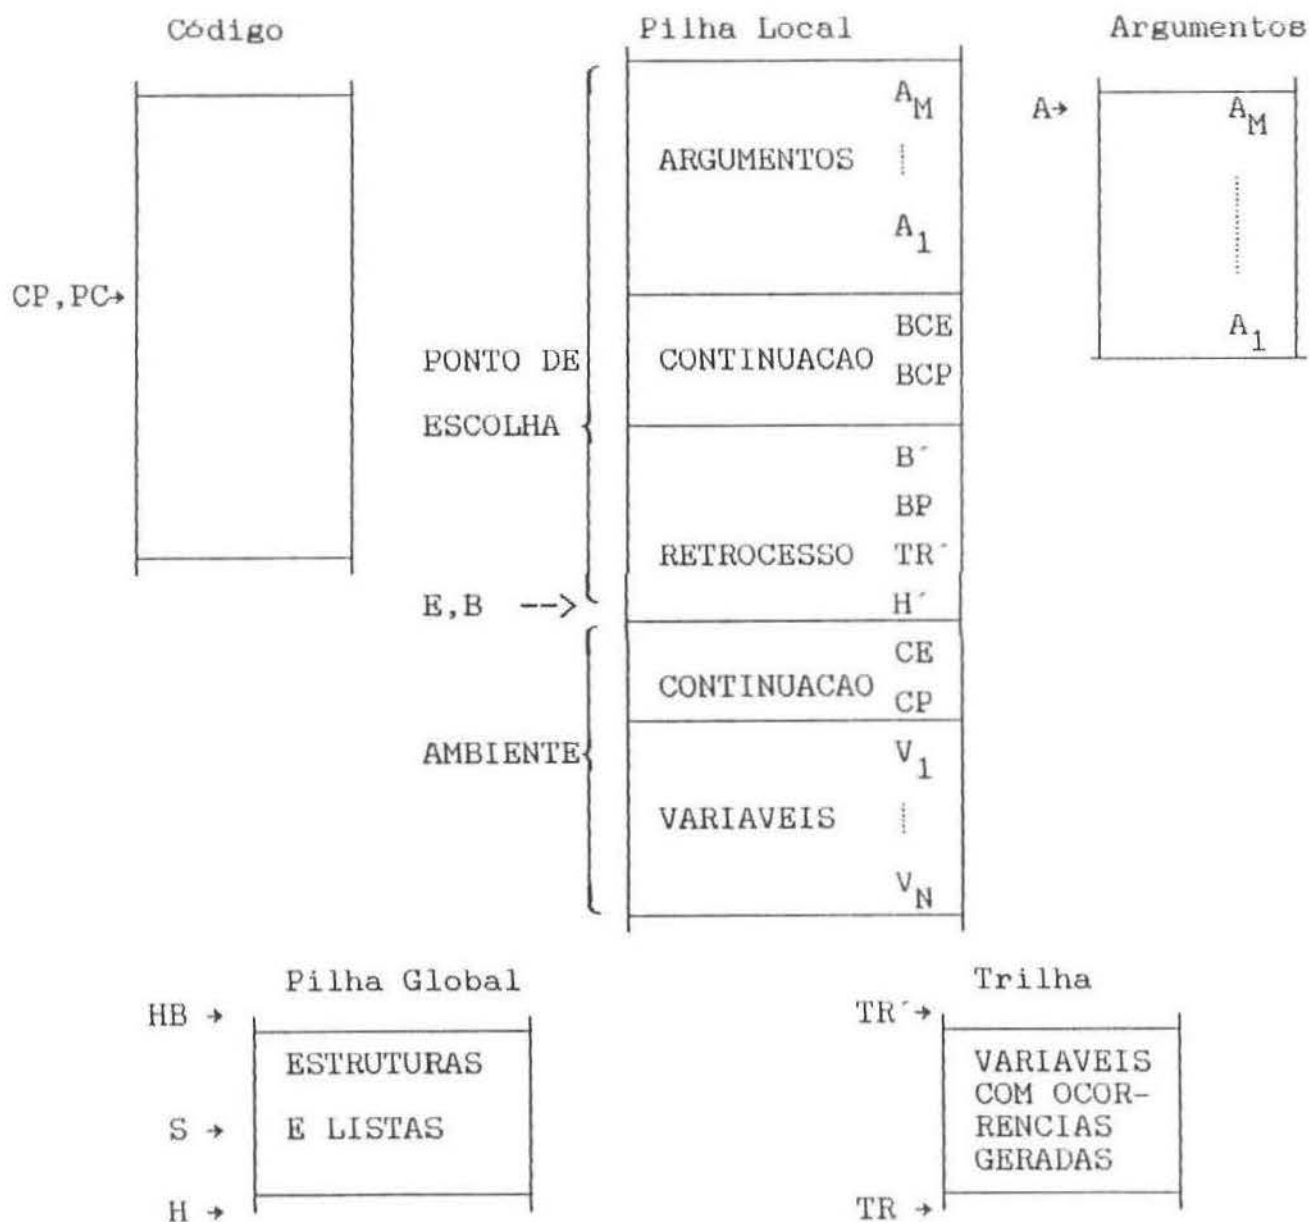 Código
Pilha Local
Argumentos
A_M
ARGUMENTOS
A_1
A→
A_M
A_1
CP,PC→
PONTO DE
ESCOLHA
CONTINUACAO
BCE
BCP
B´
BP
RETROCESSO
TR´
H´
E,B -->
CE
CONTINUACAO
CP
AMBIENTE
V_1
VARIAVEIS
V_N
Pilha Global
HB →
ESTRUTURAS
S →
E LISTAS
H →
Trilha
TR´→
VARIAVEIS
COM OCOR-
RENCIAS
GERADAS
TR →